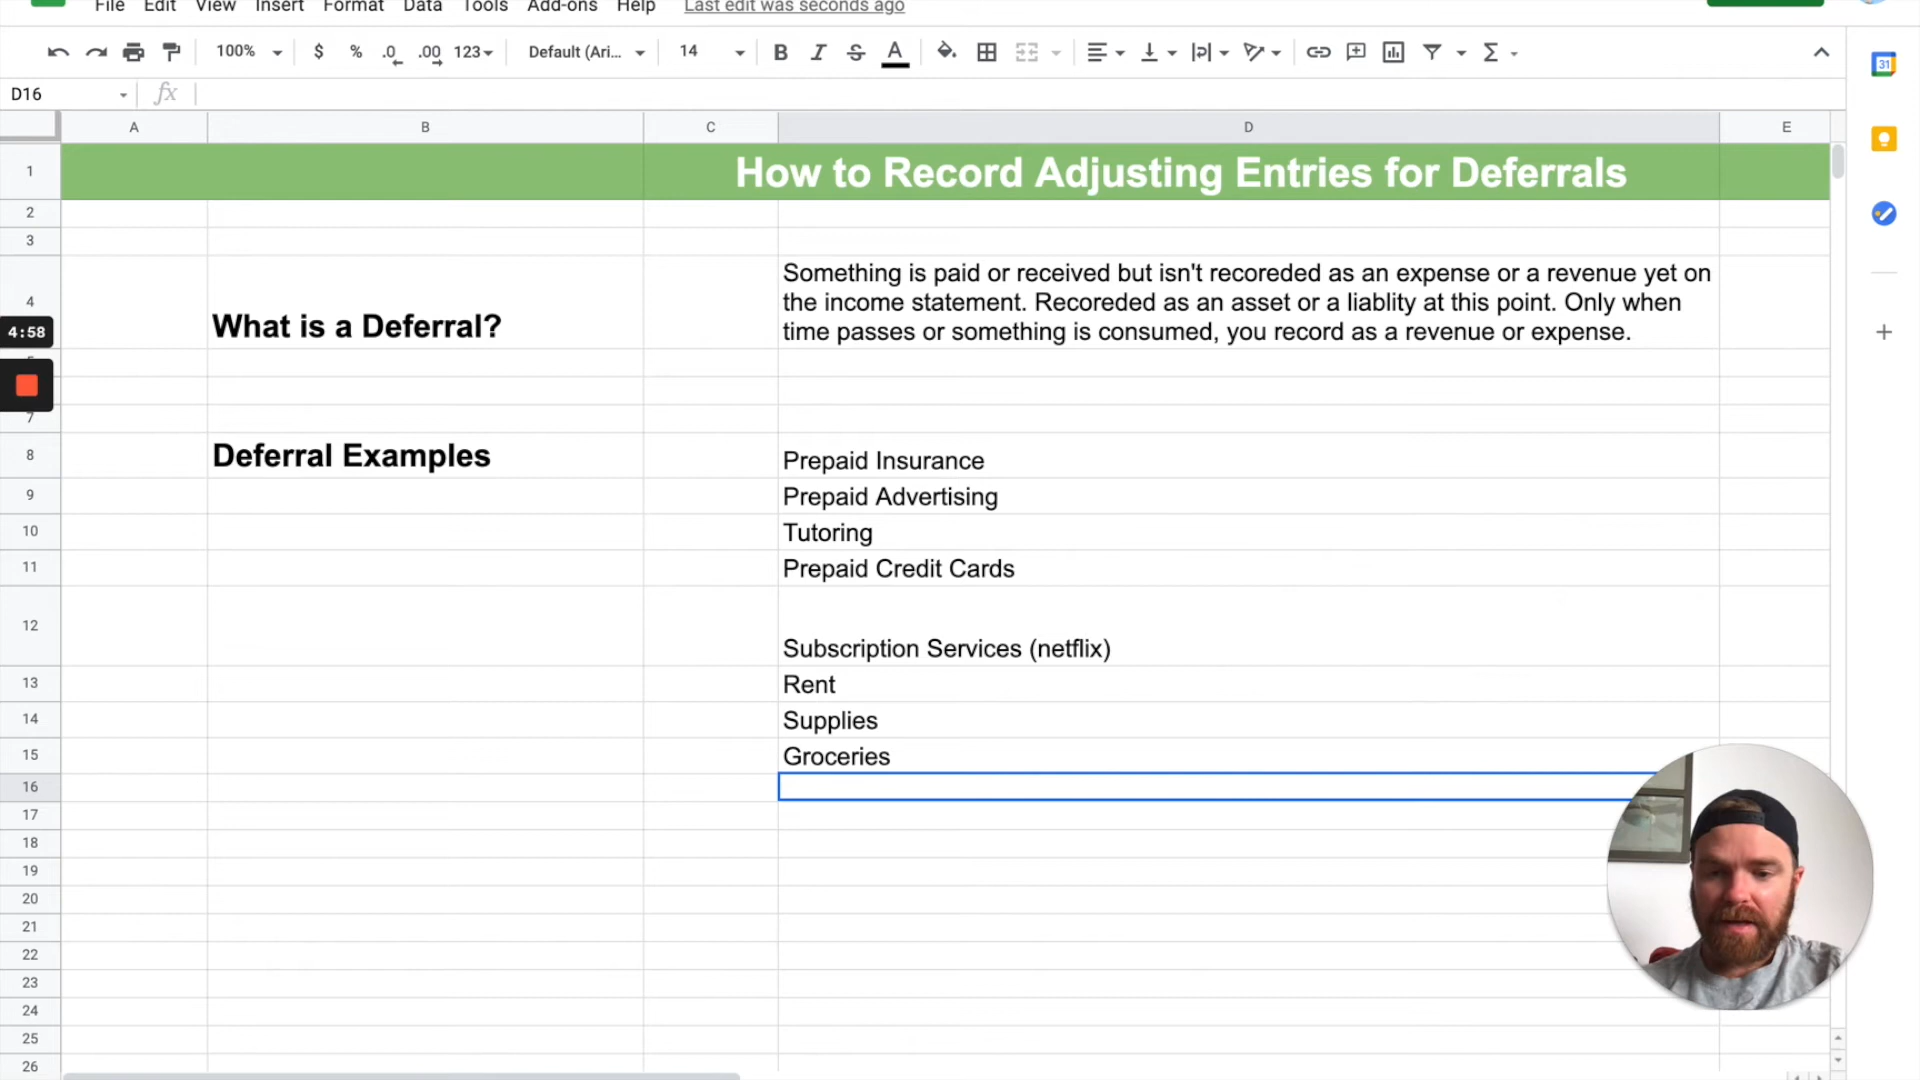 File Edit View Insert Format Data Tools Add-ons Help Last edit was seconds ago
100% $ % .0 .00 123 Default (Ari... 14 B I S A Σ
31
D16 fx
A B C D E
1 How to Record Adjusting Entries for Deferrals
2
3
4 What is a Deferral? Something is paid or received but isn't recoreded as an expense or a revenue yet on
the income statement. Recoreded as an asset or a liablity at this point. Only when
time passes or something is consumed, you record as a revenue or expense.
4:58
7
8 Deferral Examples Prepaid Insurance
9 Prepaid Advertising
10 Tutoring
11 Prepaid Credit Cards
12 Subscription Services (netflix)
13 Rent
14 Supplies
15 Groceries
16
17
18
19
20
21
22
23
24
25
26